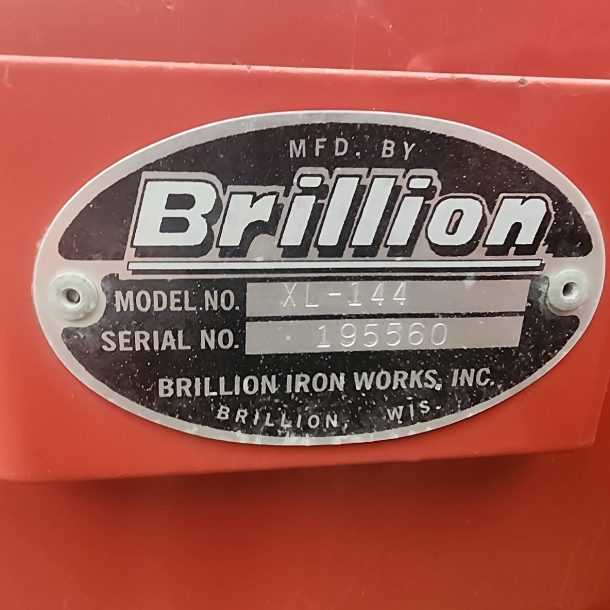 MFD. BY
Brillion
MODEL NO. XL-144
SERIAL NO. 195560
BRILLION IRON WORKS, INC.
BRILLION, WIS.